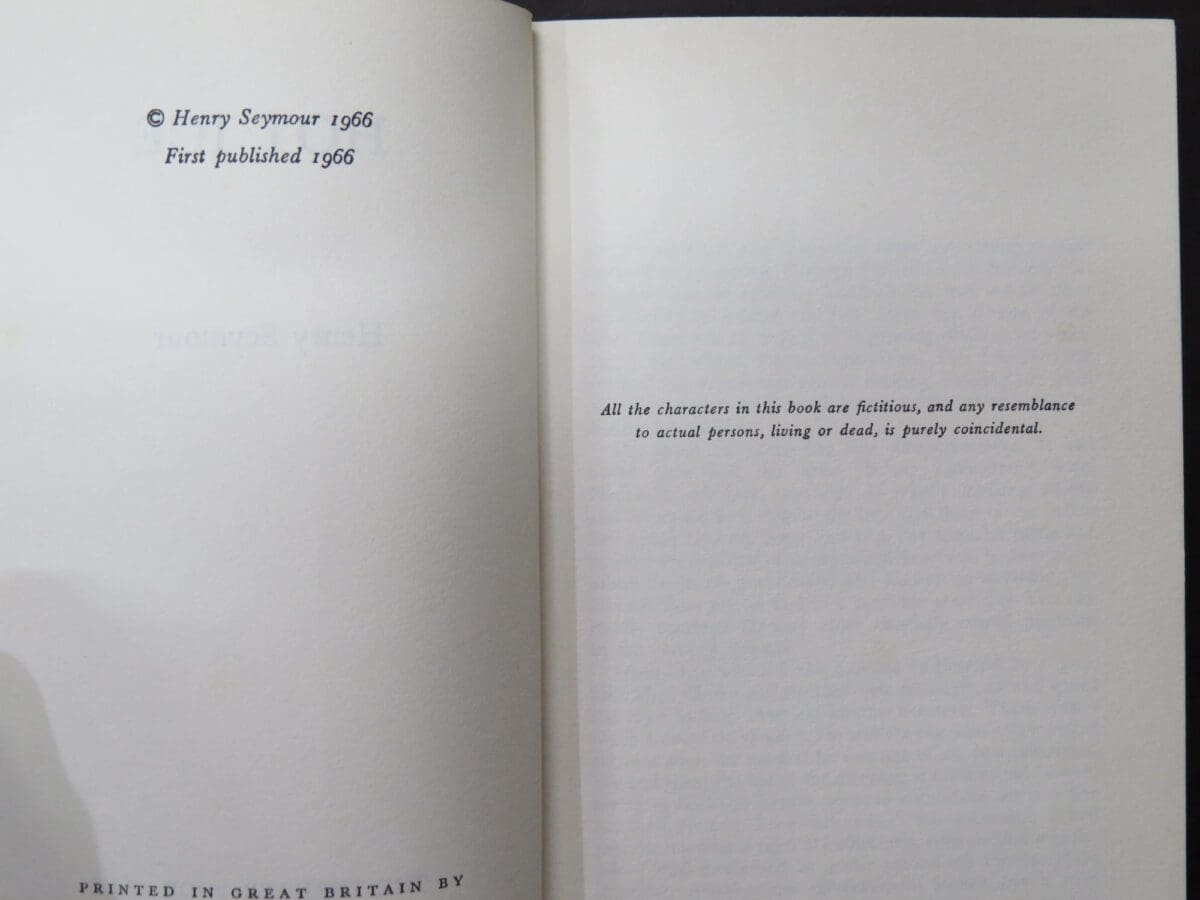 © Henry Seymour 1966
First published 1966
PRINTED IN GREAT BRITAIN BY
All the characters in this book are fictitious, and any resemblance
to actual persons, living or dead, is purely coincidental.